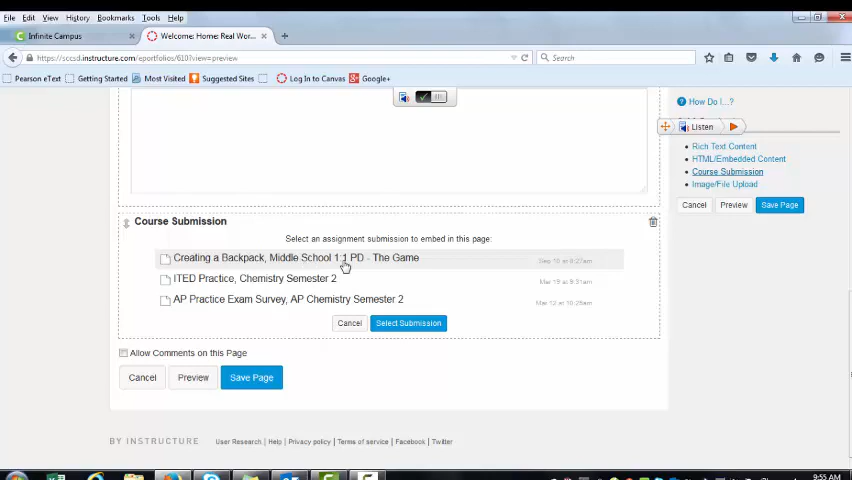 File Edit View History Bookmarks Tools Help
Infinite Campus × Welcome: Home: Real Wor... × +
https://sccsd.instructure.com/eportfolios/610?view=preview Search
Pearson eText Getting Started Most Visited Suggested Sites Log In to Canvas Google+
How Do I...?
Listen
Rich Text Content
HTML/Embedded Content
Course Submission
Image/File Upload
Cancel Preview Save Page
Course Submission
Select an assignment submission to embed in this page:
Creating a Backpack, Middle School 1:1 PD - The Game Sep 10 at 8:27am
ITED Practice, Chemistry Semester 2 Mar 19 at 9:31am
AP Practice Exam Survey, AP Chemistry Semester 2 Mar 12 at 10:25am
Cancel Select Submission
Allow Comments on this Page
Cancel Preview Save Page
BY INSTRUCTURE User Research | Help | Privacy policy | Terms of service | Facebook | Twitter
9:55 AM